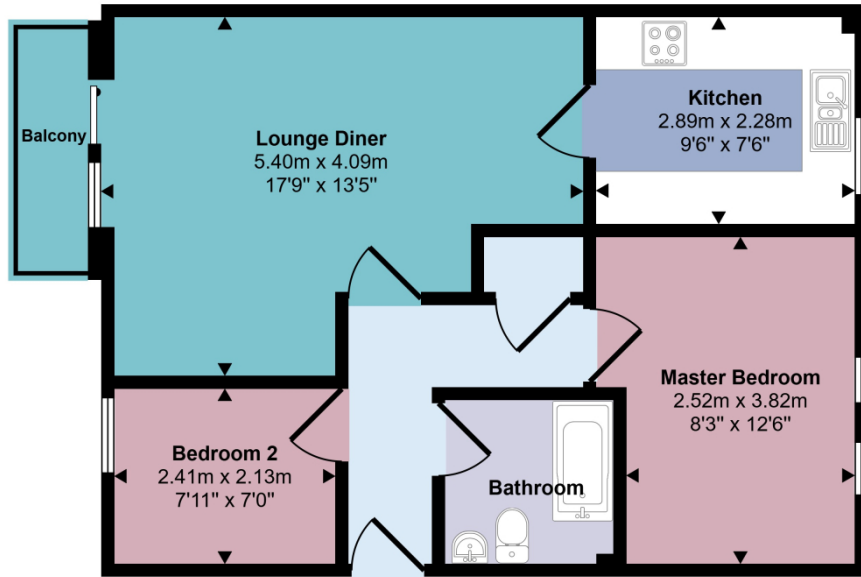 Balcony
Lounge Diner
5.40m x 4.09m
17'9" x 13'5"
Kitchen
2.89m x 2.28m
9'6" x 7'6"
Master Bedroom
2.52m x 3.82m
8'3" x 12'6"
Bedroom 2
2.41m x 2.13m
7'11" x 7'0"
Bathroom